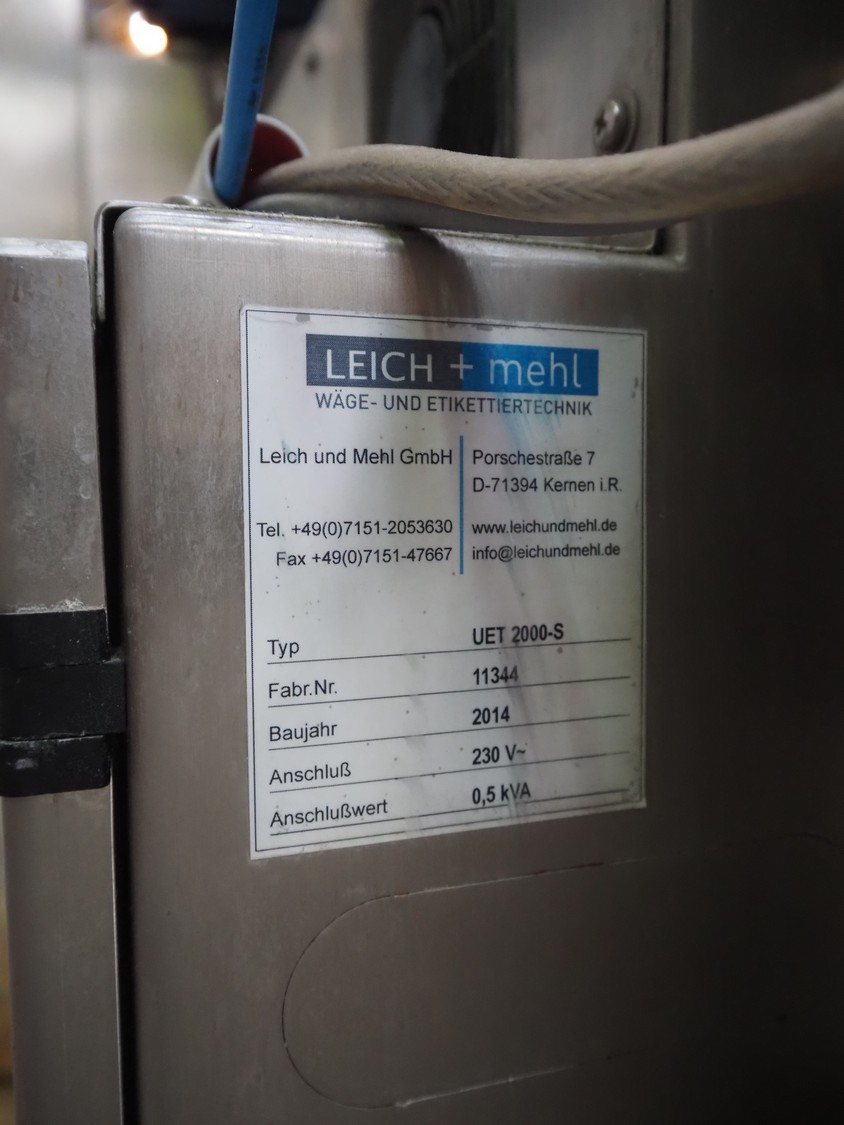 LEICH + mehl
WÄGE- UND ETIKETTIERTECHNIK
Leich und Mehl GmbH
Porschestraße 7
D-71394 Kernen i.R.
Tel. +49(0)7151-2053630
Fax +49(0)7151-47667
www.leichundmehl.de
info@leichundmehl.de
Typ UET 2000-S
Fabr.Nr. 11344
Baujahr 2014
Anschluß 230 V~
Anschlußwert 0,5 kVA